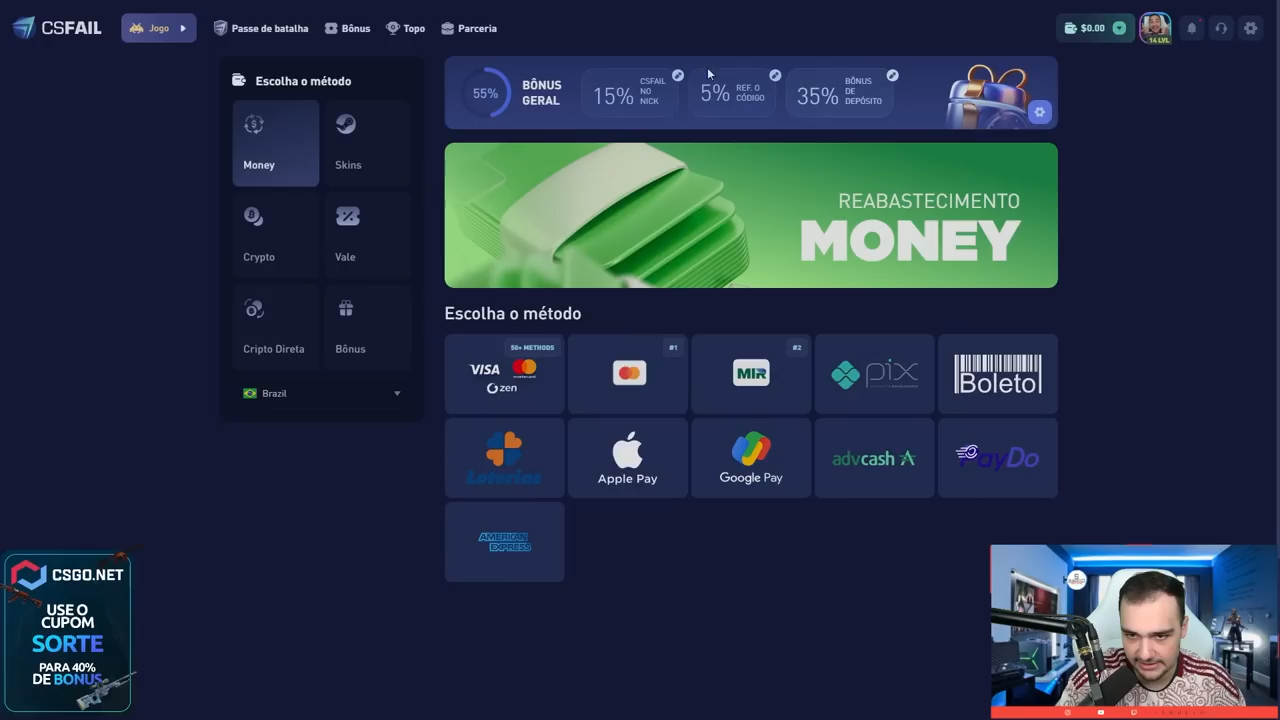 CSFAIL
Jogo
Passe de batalha
Bônus
Topo
Parceria
$0.00
14 LVL
Escolha o método
Money
Skins
Crypto
Vale
Cripto Direta
Bônus
Brazil
55%
BÔNUS
GERAL
15%
CSFAIL
NO
NICK
5%
REF. O
CÓDIGO
35%
BÔNUS
DE
DEPÓSITO
REABASTECIMENTO
MONEY
Escolha o método
50+ METHODS
VISA
mastercard
zen
#1
#2
MIR
pix
Boleto
Loterias
Apple Pay
Google Pay
advcash A
PayDo
AMERICAN
EXPRESS
CSGO.NET
USE O
CUPOM
SORTE
PARA 40%
DE BONUS